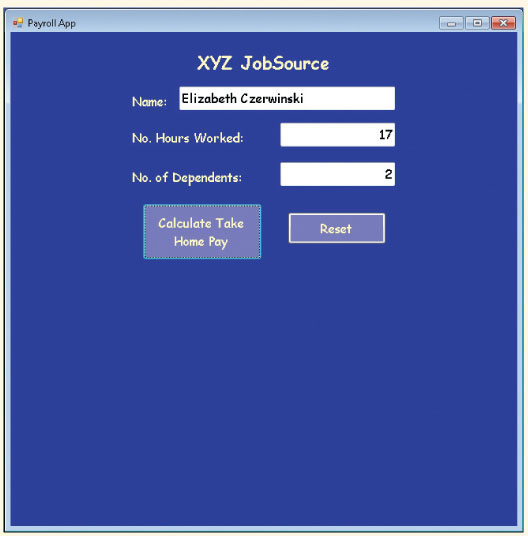 Payroll App
XYZ JobSource
Name: Elizabeth Czerwinski
No. Hours Worked: 17
No. of Dependents: 2
Calculate Take
Home Pay
Reset